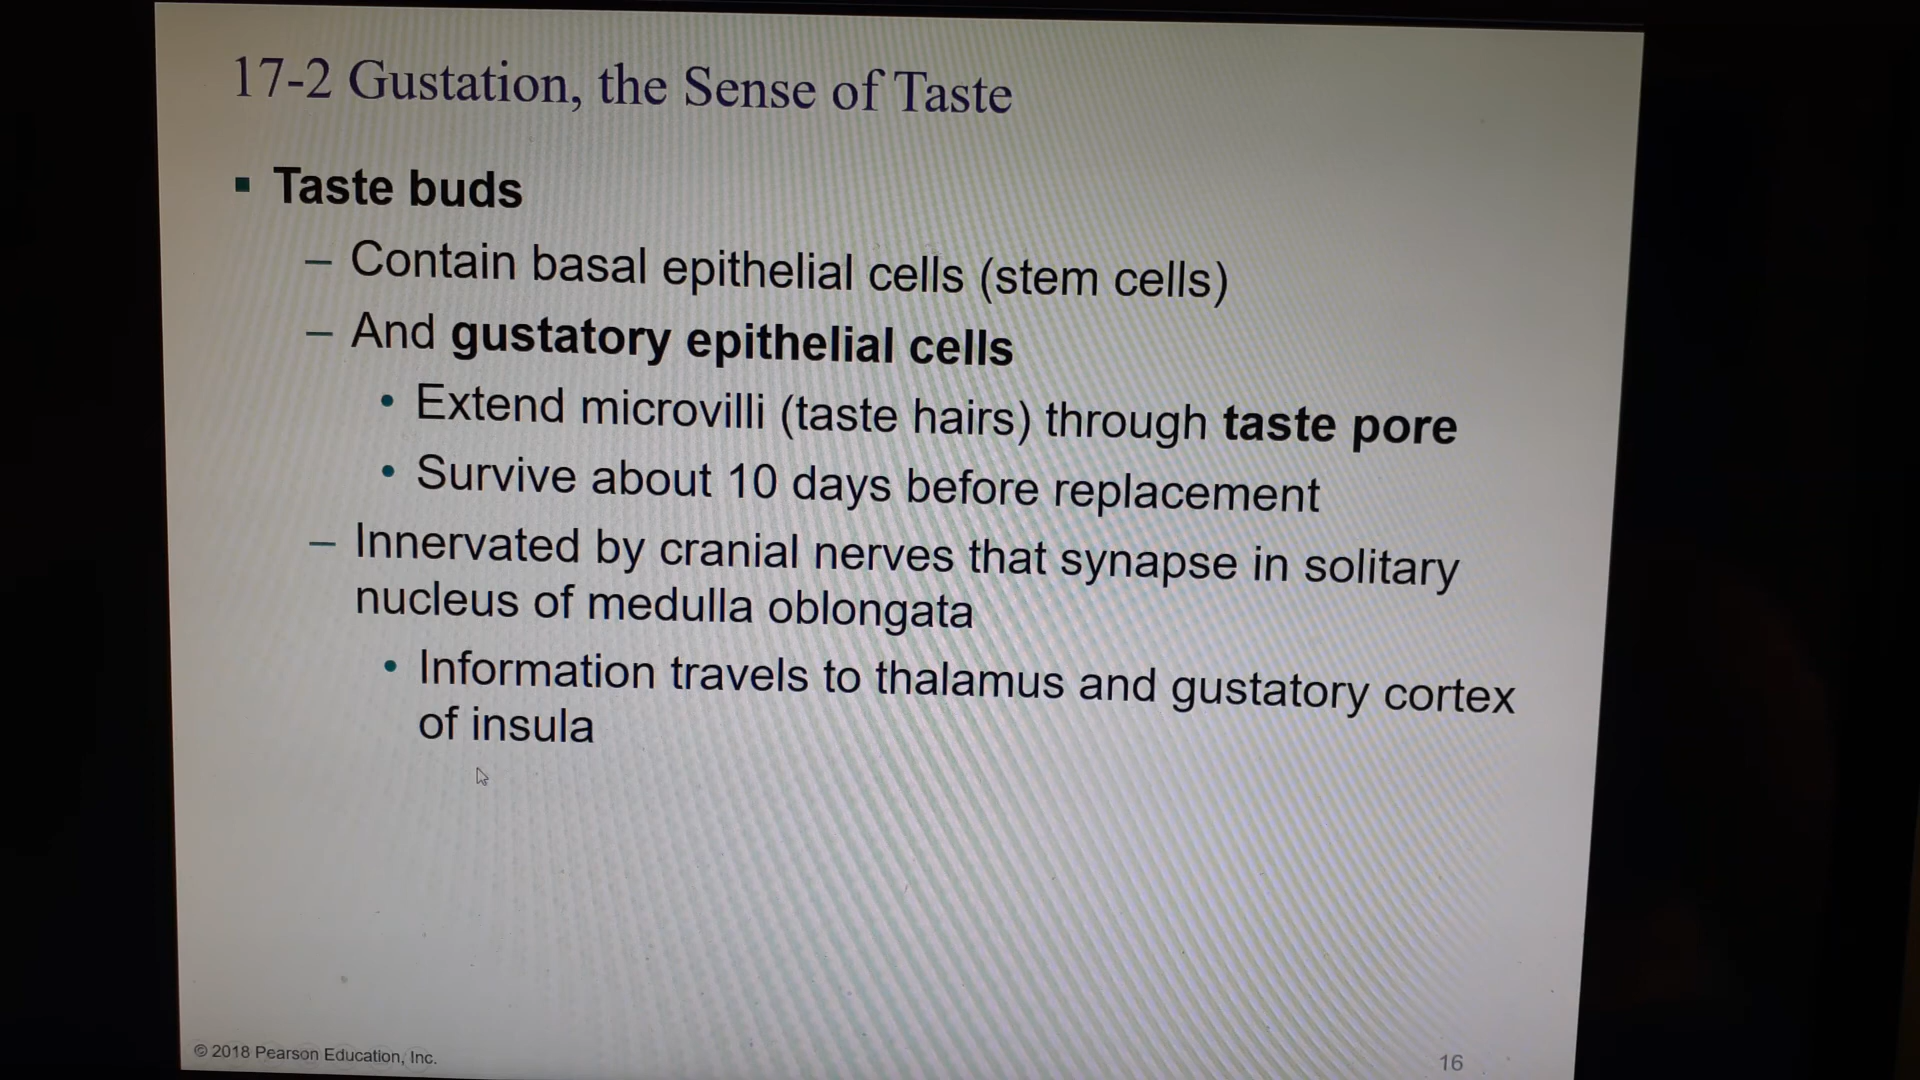 17-2 Gustation, the Sense of Taste
▪ Taste buds
– Contain basal epithelial cells (stem cells)
– And gustatory epithelial cells
• Extend microvilli (taste hairs) through taste pore
• Survive about 10 days before replacement
– Innervated by cranial nerves that synapse in solitary
nucleus of medulla oblongata
• Information travels to thalamus and gustatory cortex
of insula
© 2018 Pearson Education, Inc.
16